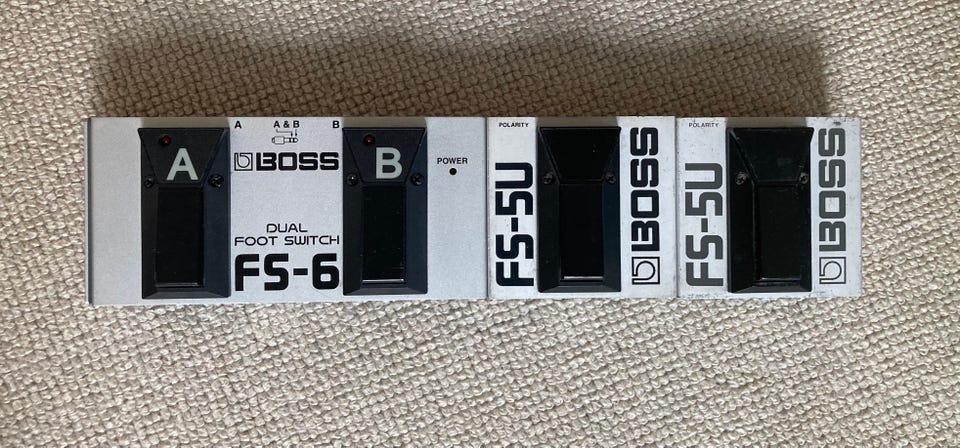 A
A & B
B
A
BOSS
B
POWER
DUAL
FOOT SWITCH
FS-6
POLARITY
FS-5U
BOSS
POLARITY
FS-5U
BOSS